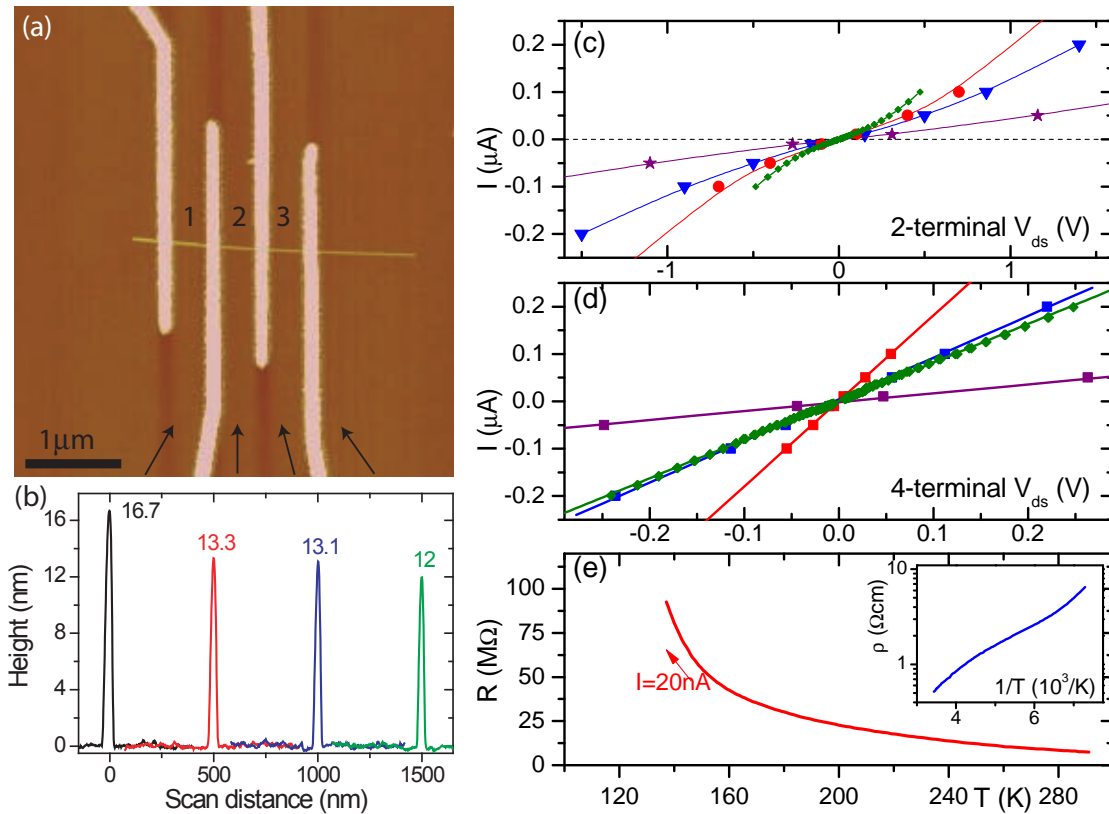 (a)
1 2 3
1μm
(b)
Height (nm)
16
12
8
4
0
16.7
13.3
13.1
12
0 500 1000 1500
Scan distance(nm)
(c)
I (μA)
0.2
0.1
0.0
-0.1
-0.2
2-terminal Vds (V)
-1 0 1
(d)
I (μA)
0.2
0.1
0.0
-0.1
-0.2
4-terminal Vds (V)
-0.2 -0.1 0.0 0.1 0.2
(e)
R (MΩ)
100
75
50
25
0
I=20nA
120 160 200 240 T (K) 280
ρ (Ωcm)
10
1
1/T (10³/K)
4 6